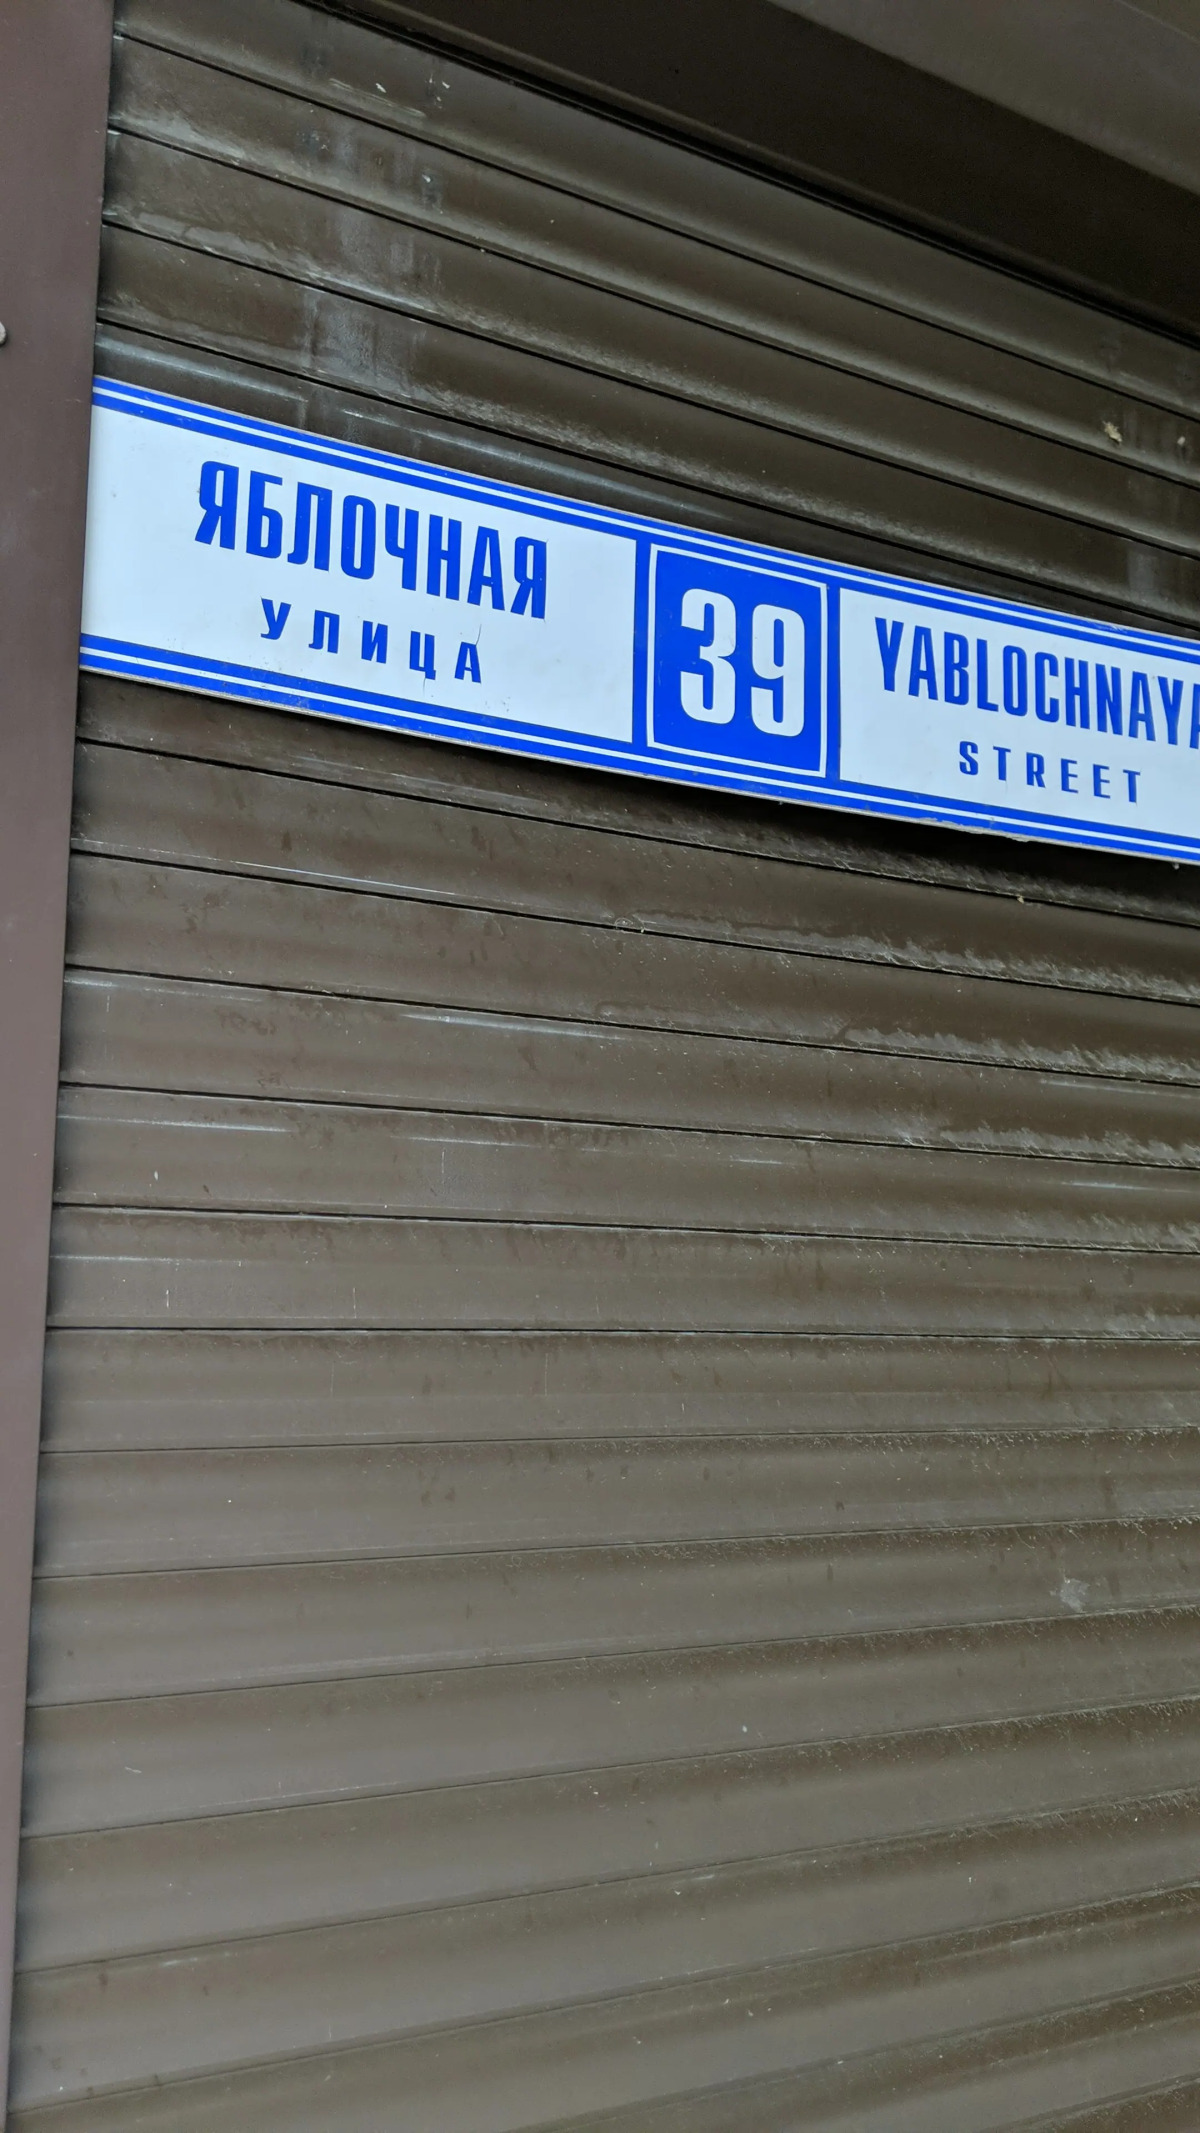 ЯБЛОЧНАЯ
УЛИЦА
39
YABLOCHNAYA
STREET